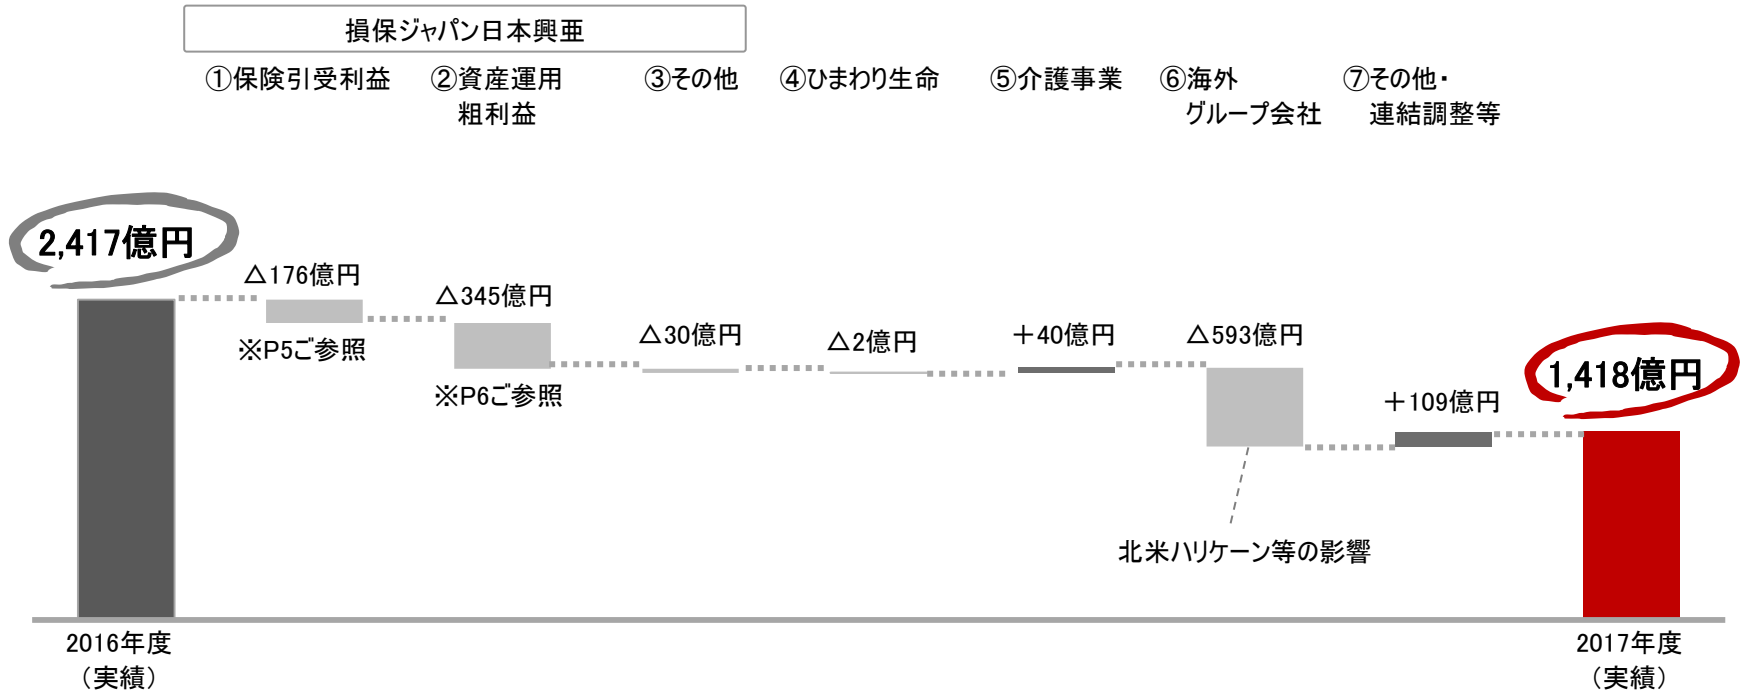 損保ジャパン日本興亜
①保険引受利益
②資産運用
粗利益
③その他
④ひまわり生命
⑤介護事業
⑥海外
グループ会社
⑦その他・
連結調整等
2,417億円
△176億円
※P5ご参照
△345億円
※P6ご参照
△30億円
△2億円
＋40億円
△593億円
北米ハリケーン等の影響
＋109億円
1,418億円
2016年度
（実績）
2017年度
（実績）